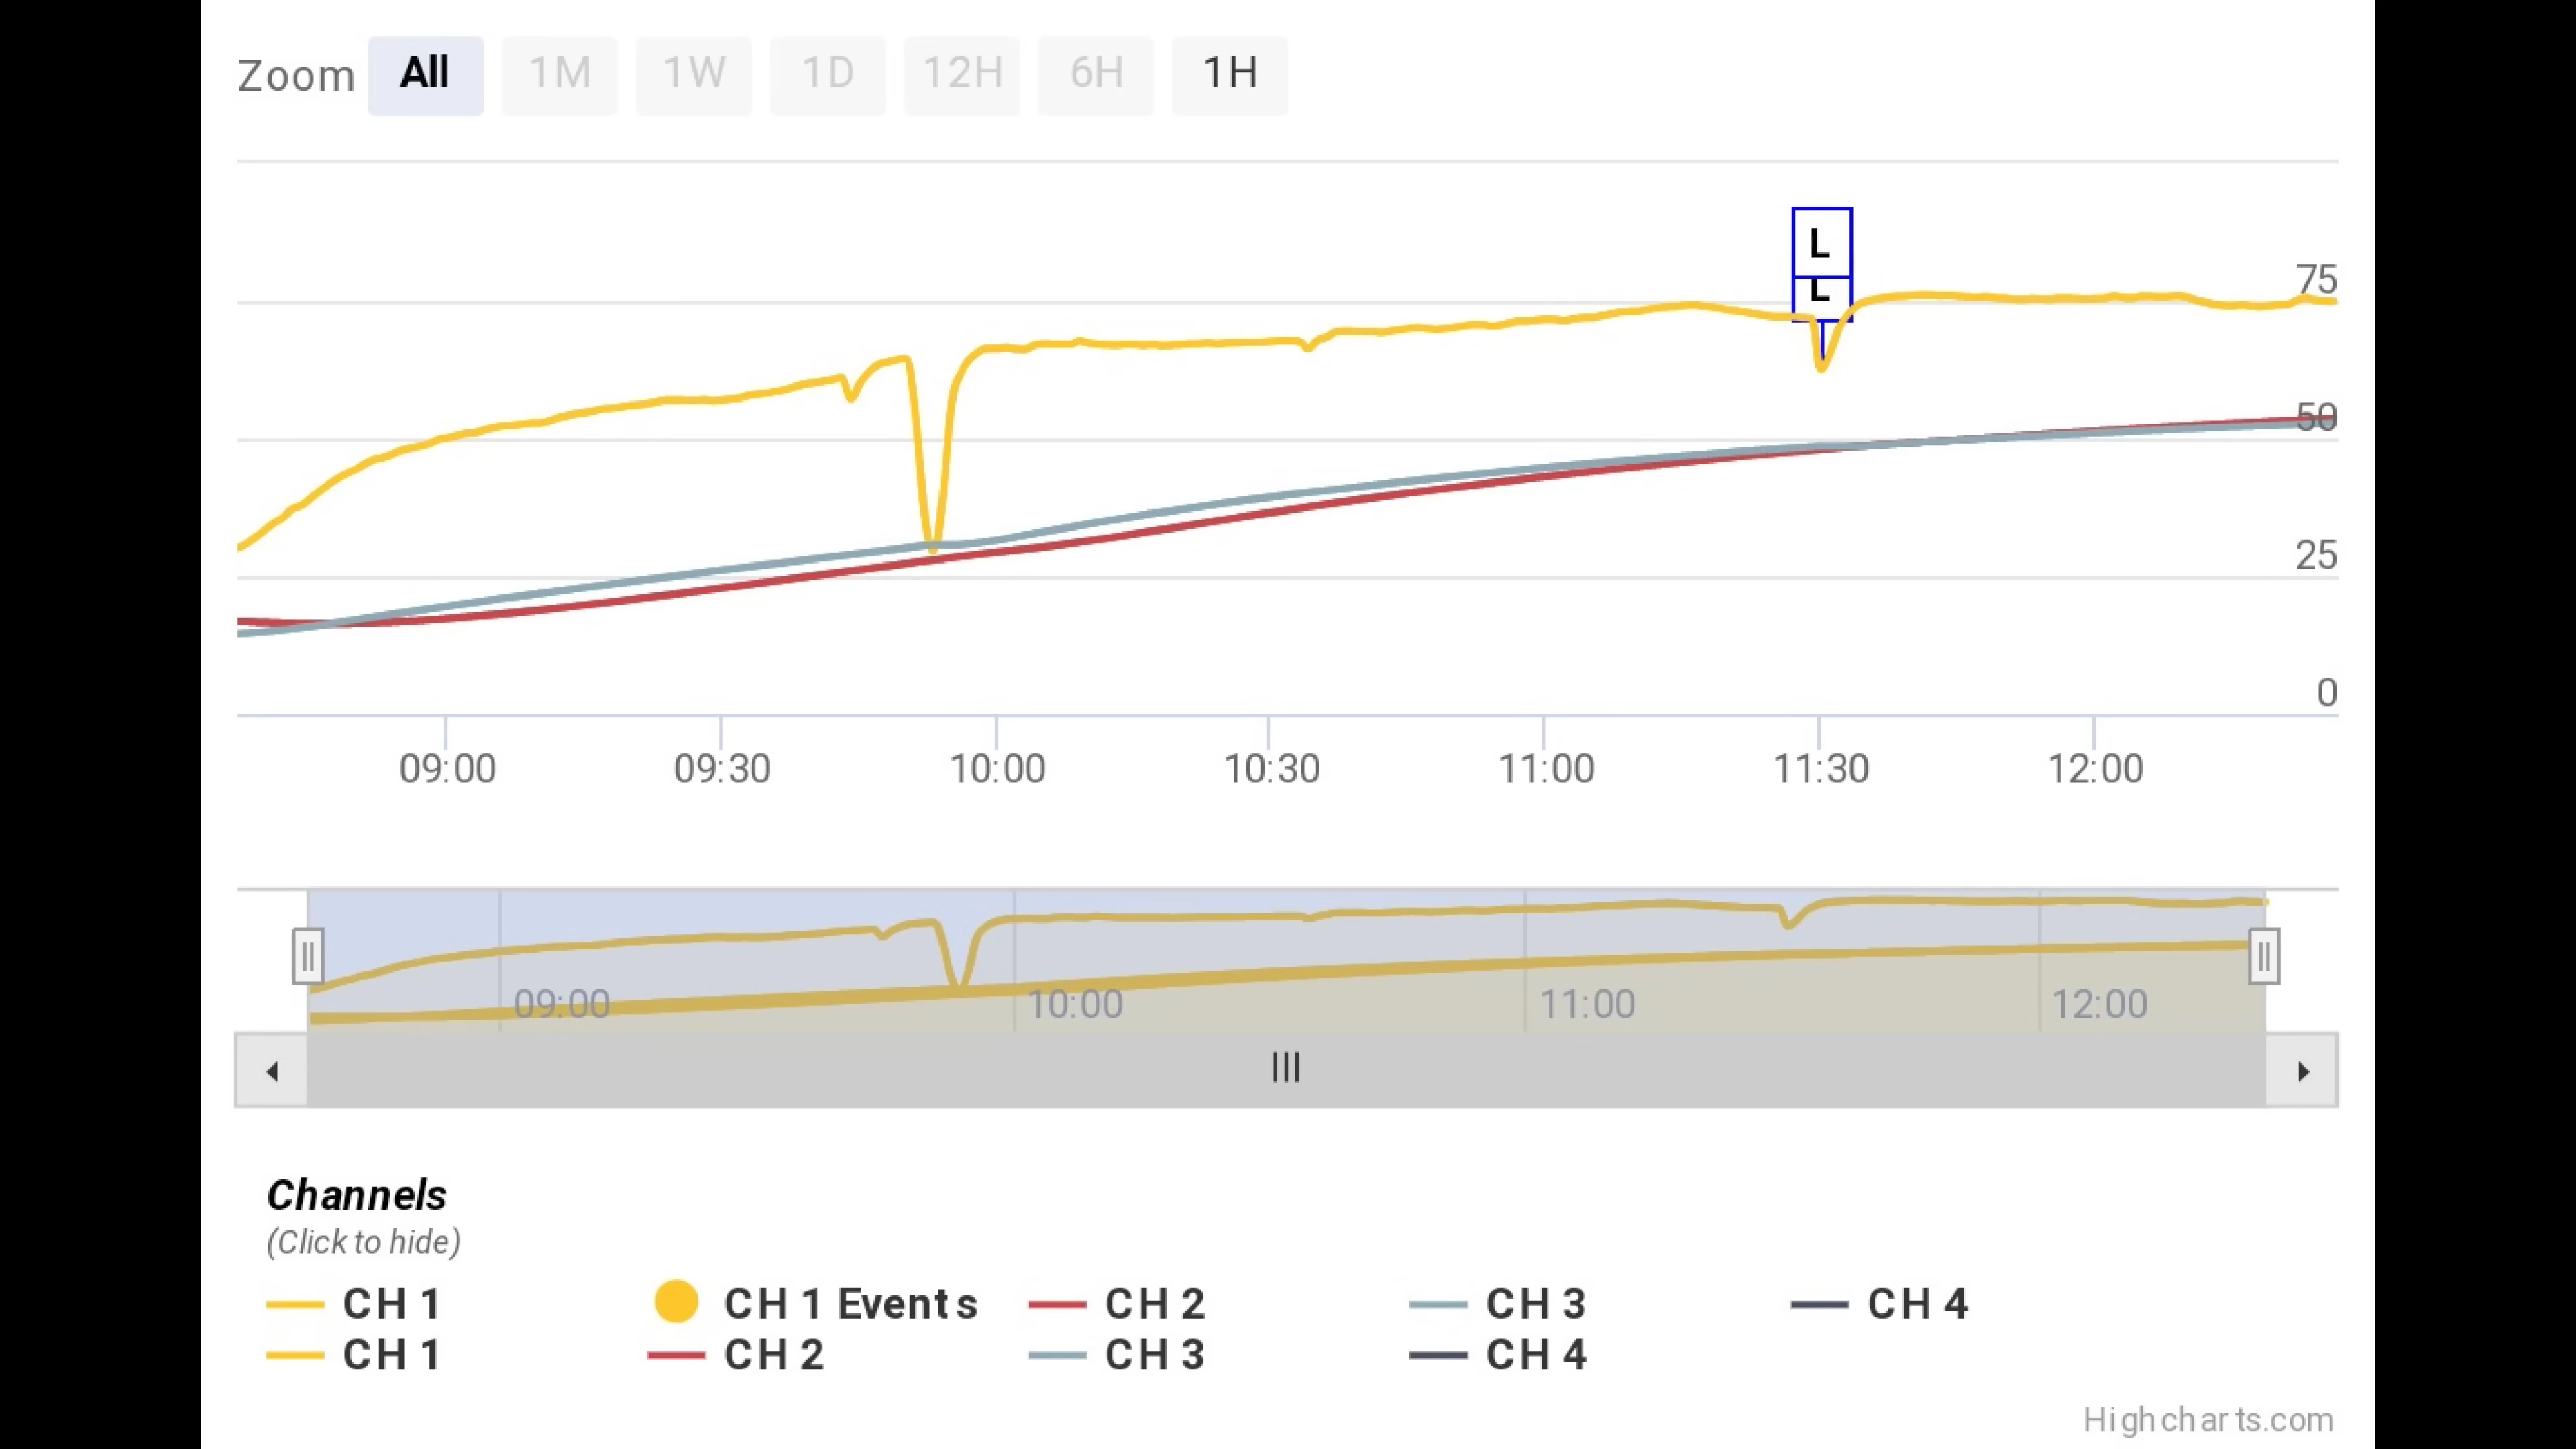 Zoom All 1M 1W 1D 12H 6H 1H
L
L
75
50
25
0
09:00 09:30 10:00 10:30 11:00 11:30 12:00
09:00 10:00 11:00 12:00
Channels
(Click to hide)
CH 1 CH 1 Events CH 2 CH 3 CH 4
CH 1 CH 2 CH 3 CH 4
Highcharts.com